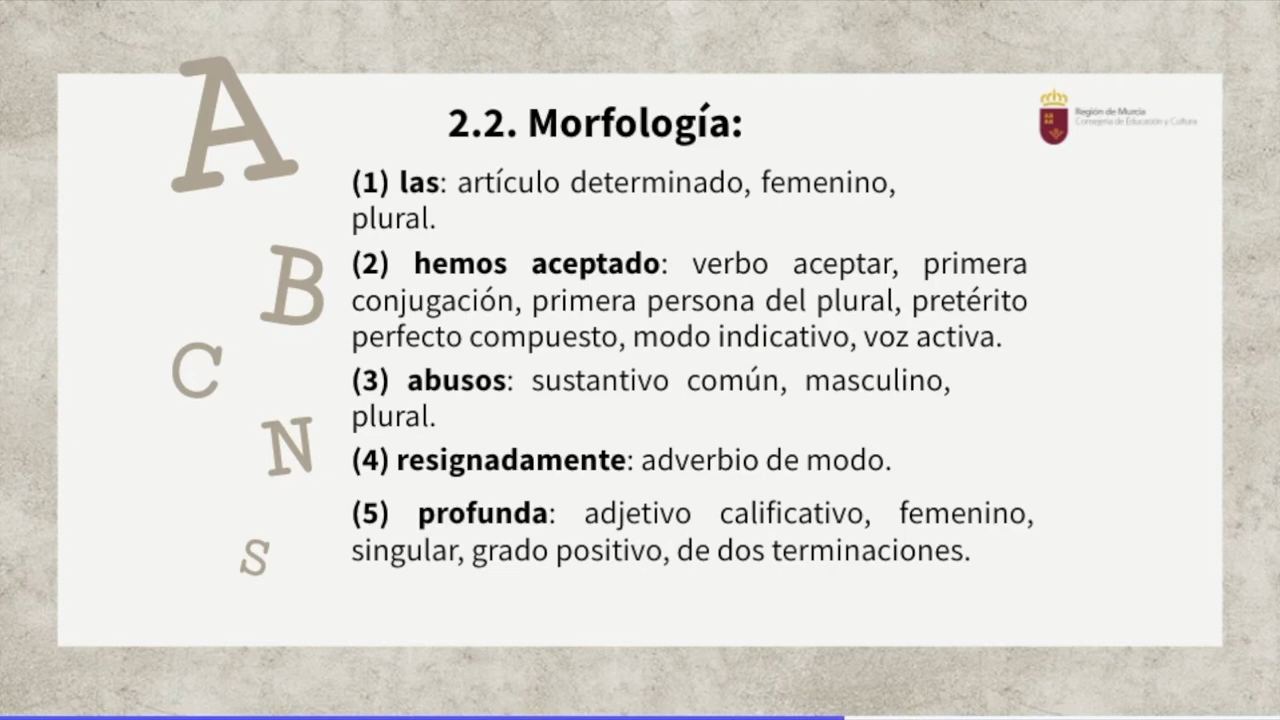 A
B
C
N
S
2.2. Morfología:
Región de Murcia
Consejería de Educación y Cultura
(1) las: artículo determinado, femenino,
plural.
(2) hemos aceptado: verbo aceptar, primera
conjugación, primera persona del plural, pretérito
perfecto compuesto, modo indicativo, voz activa.
(3) abusos: sustantivo común, masculino,
plural.
(4) resignadamente: adverbio de modo.
(5) profunda: adjetivo calificativo, femenino,
singular, grado positivo, de dos terminaciones.